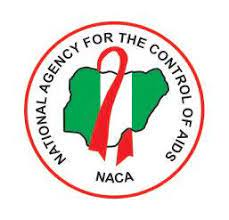 NATIONAL AGENCY FOR THE CONTROL OF AIDS
NACA